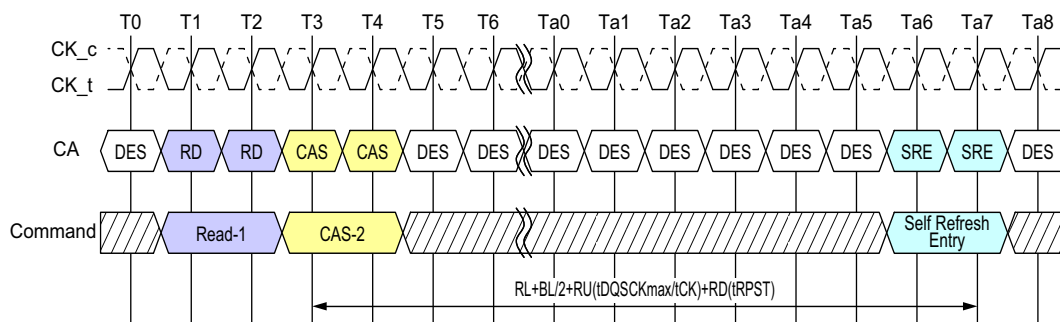 T0 T1 T2 T3 T4 T5 T6 Ta0 Ta1 Ta2 Ta3 Ta4 Ta5 Ta6 Ta7 Ta8
CK_c
CK_t
CA DES RD RD CAS CAS DES DES DES DES DES DES DES DES SRE SRE DES
Command Read-1 CAS-2 Self Refresh
Entry
RL+BL/2+RU(tDQSCKmax/tCK)+RD(tRPST)